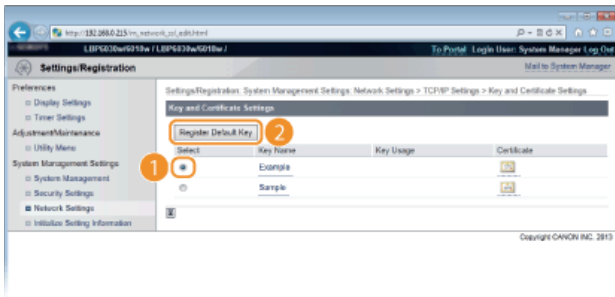 http://192.168.0.215/m_network_ssl_edit.html
LBP6030w/6018w / LBP6030w/6018w /
To Portal Login User: System Manager Log Out
Settings/Registration
Mail to System Manager
Preferences
Display Settings
Timer Settings
Adjustment/Maintenance
Utility Menu
System Management Settings
System Management
Security Settings
Network Settings
Initialize Setting Information
Settings/Registration: System Management Settings: Network Settings > TCP/IP Settings > Key and Certificate Settings
Key and Certificate Settings
Register Default Key
2
Select Key Name Key Usage Certificate
1
Example
Sample
Copyright CANON INC. 2013